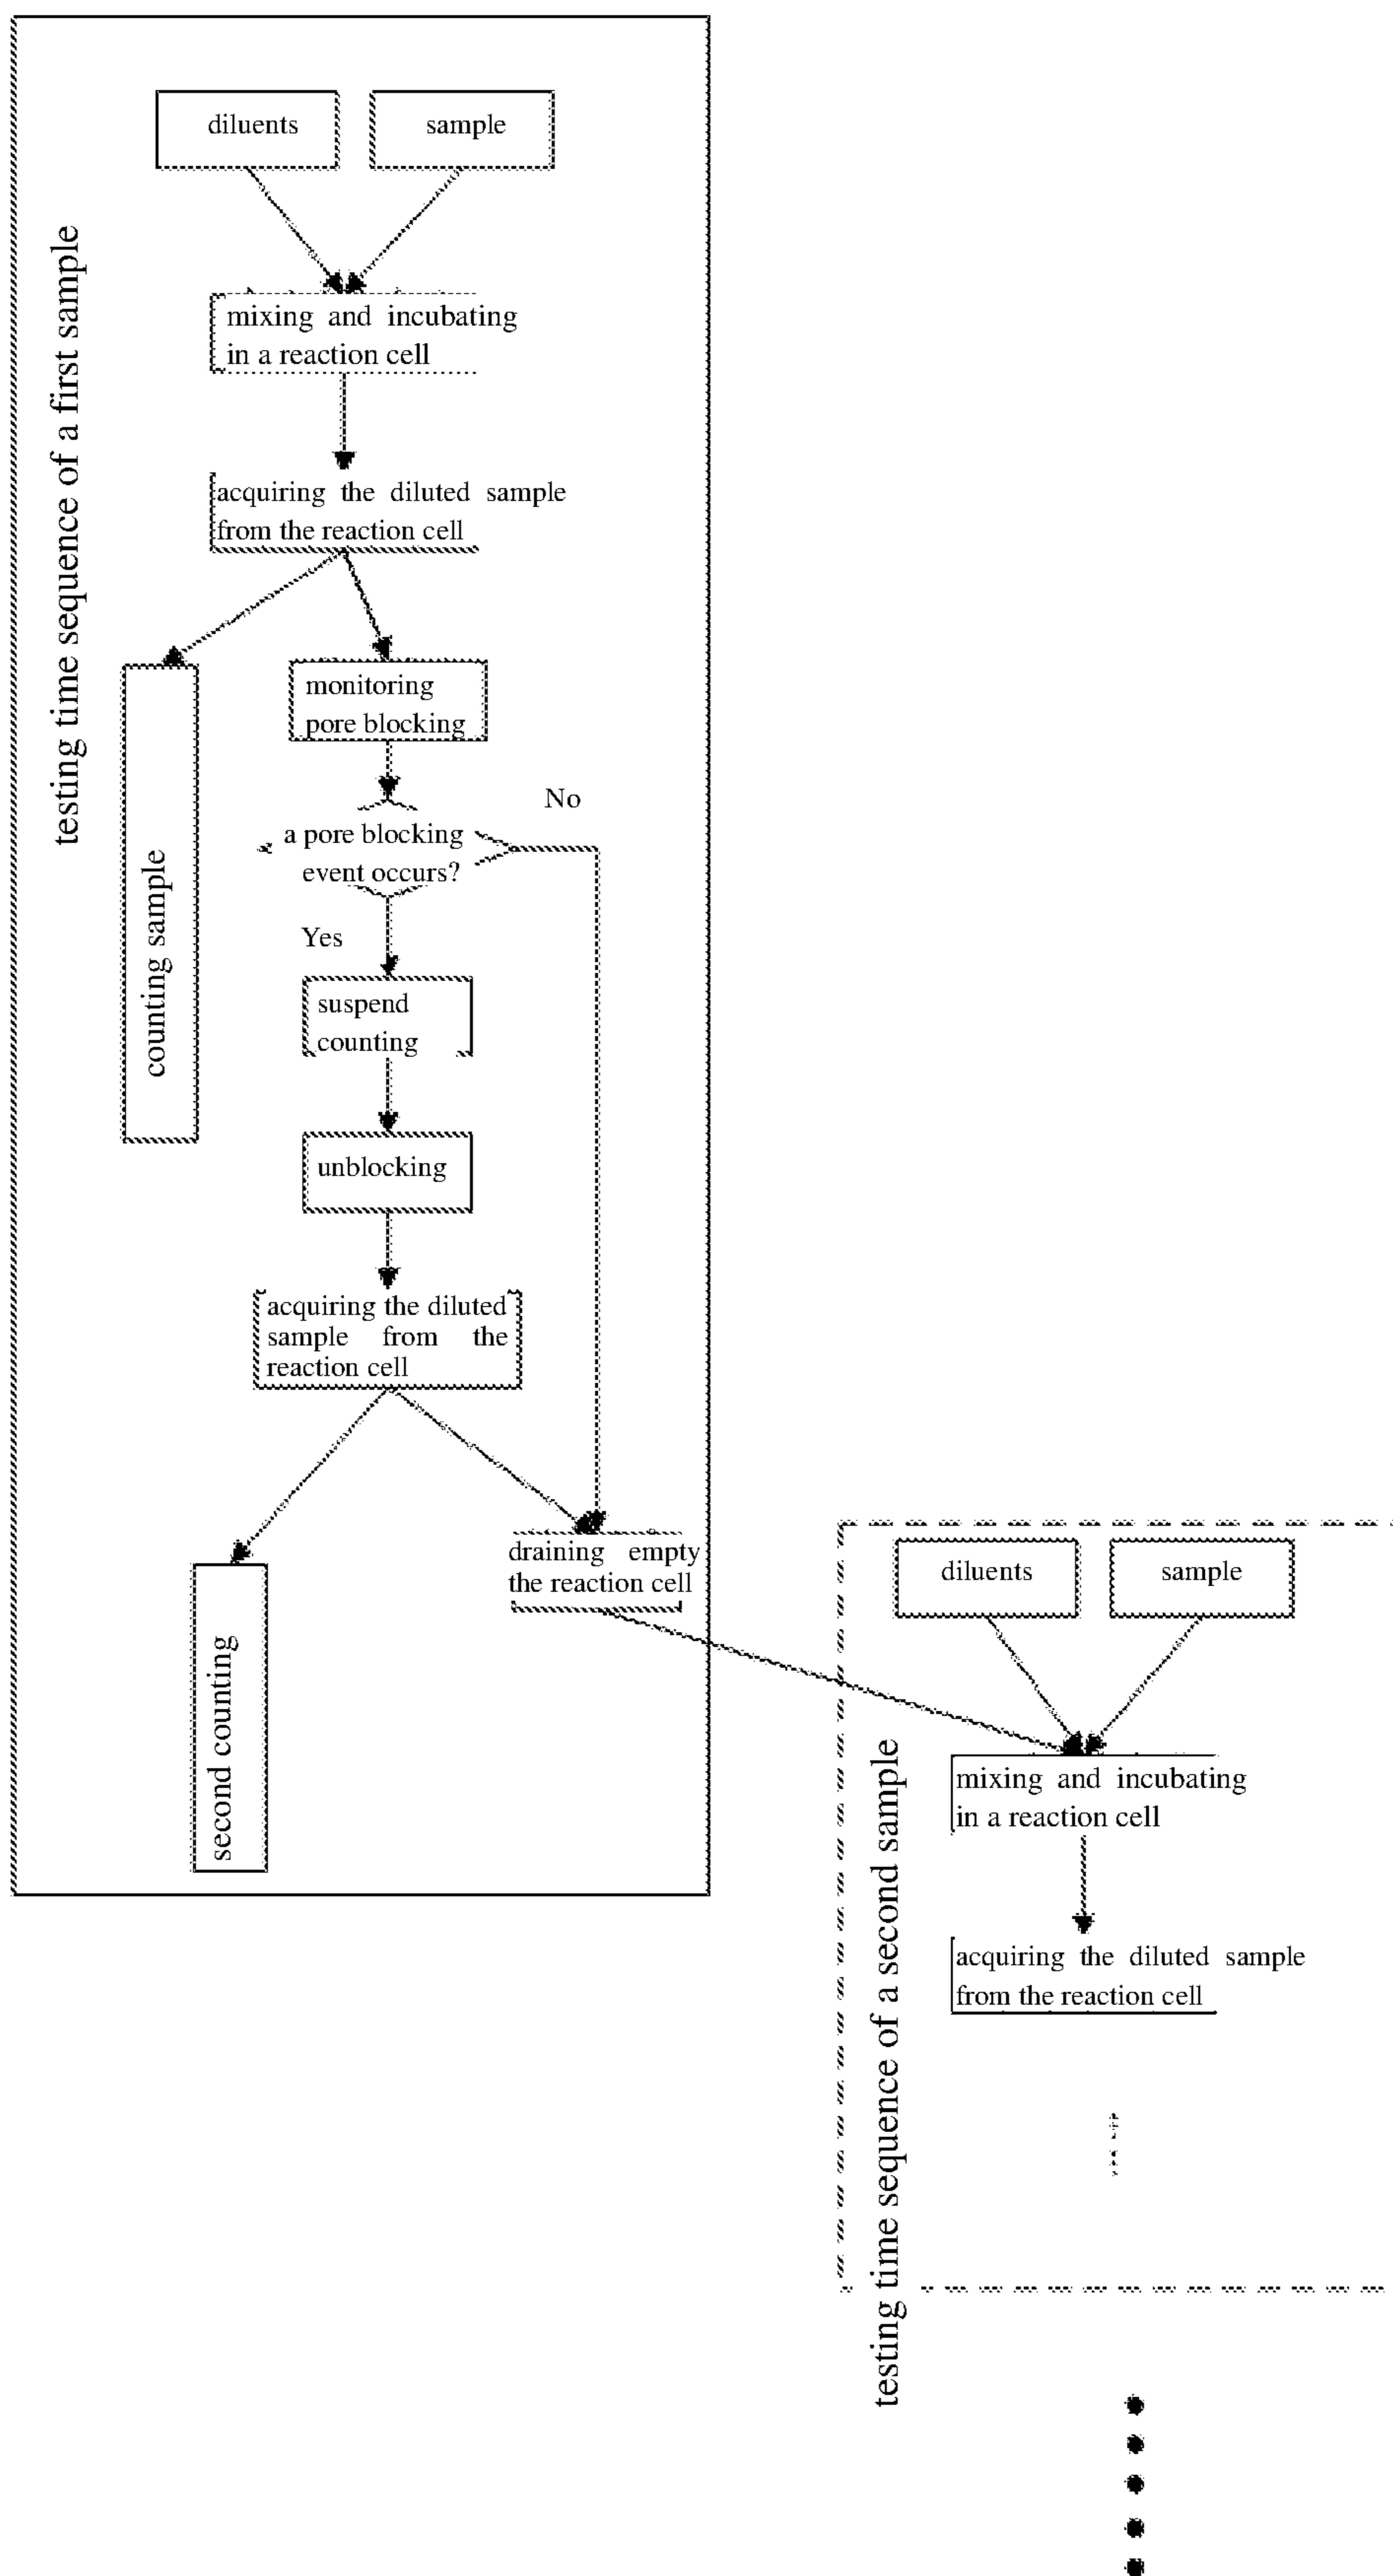 diluents
sample
testing time sequence of a first sample
mixing and incubating
in a reaction cell
acquiring the diluted sample
from the reaction cell
counting sample
monitoring
pore blocking
No
a pore blocking
event occurs?
Yes
suspend
counting
unblocking
acquiring the diluted
sample from the
reaction cell
second counting
draining empty
the reaction cell
diluents
sample
testing time sequence of a second sample
mixing and incubating
in a reaction cell
acquiring the diluted sample
from the reaction cell